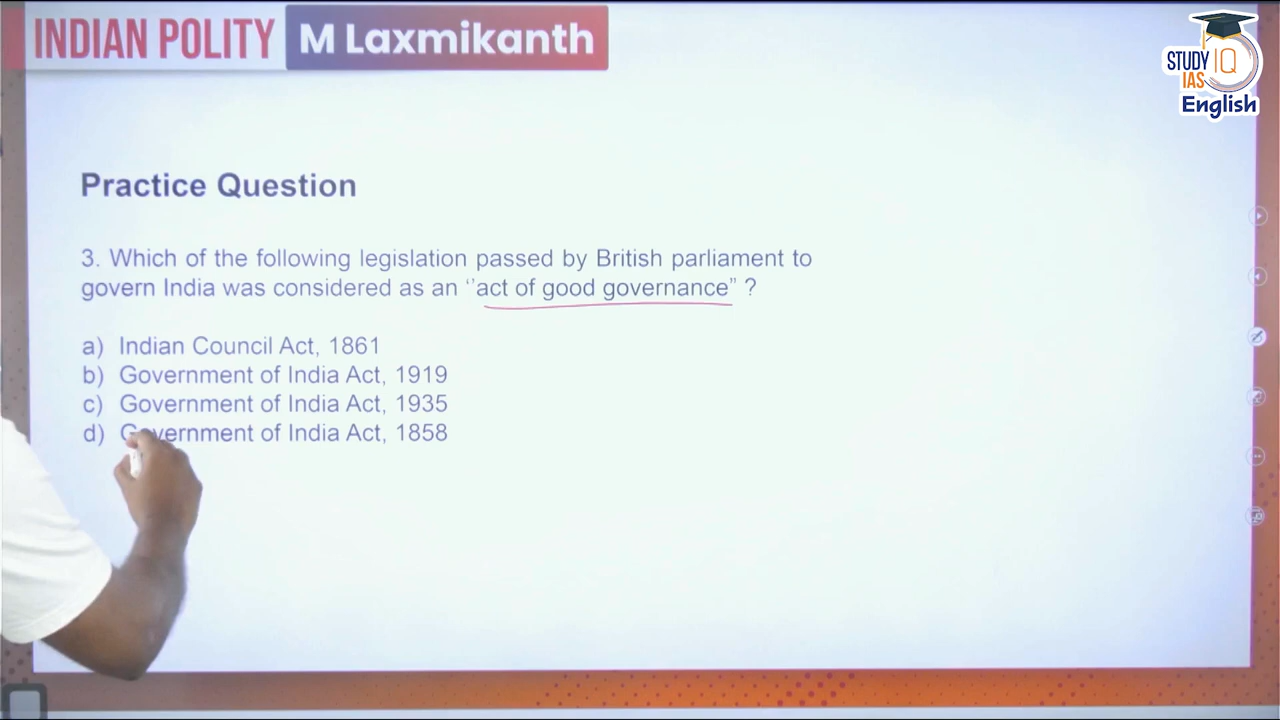 INDIAN POLITY M Laxmikanth
STUDY IQ
IAS
English
Practice Question
3. Which of the following legislation passed by British parliament to
govern India was considered as an ‘’act of good governance” ?
a) Indian Council Act, 1861
b) Government of India Act, 1919
c) Government of India Act, 1935
d) Government of India Act, 1858